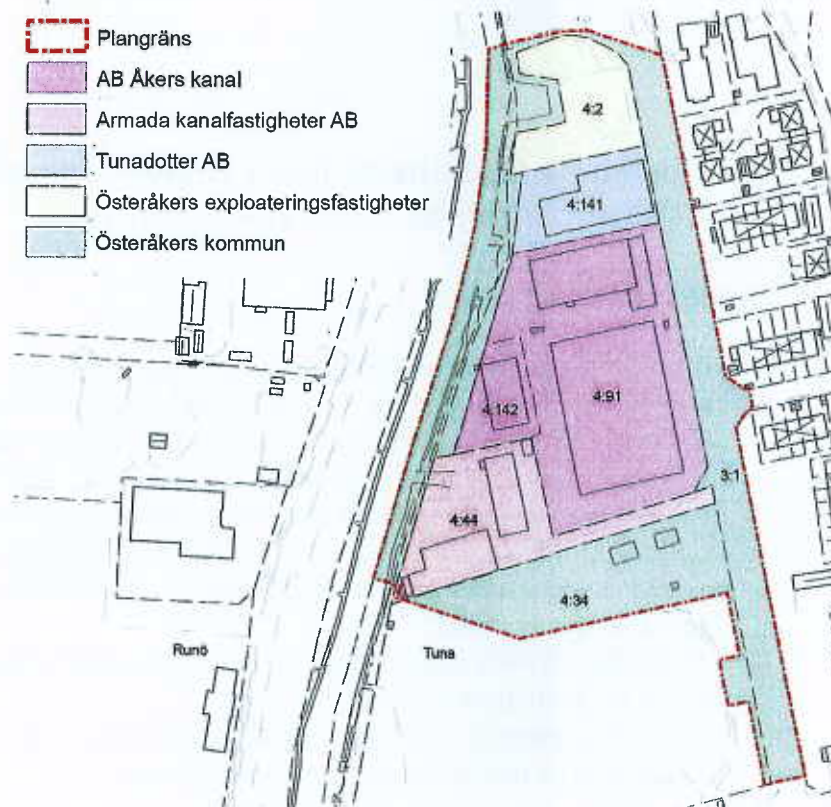 Plangräns
AB Åkers kanal
Armada kanalfastigheter AB
Tunadotter AB
Österåkers exploateringsfastigheter
Österåkers kommun
4:2
4:141
4:91
4:142
3:1
4:44
4:34
Runö
Tuna